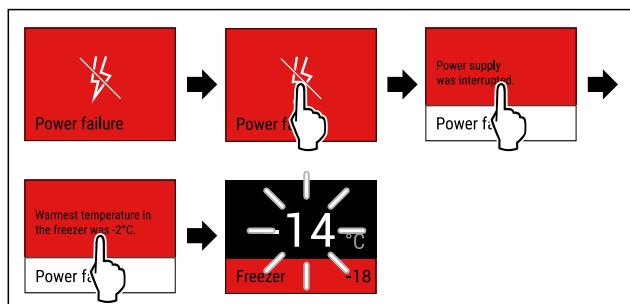 Power failure
Power fa
Power supply
was interrupted.
Power fa
Warmest temperature in
the freezer was -2°C.
Power fa
-14 °C
Freezer -18